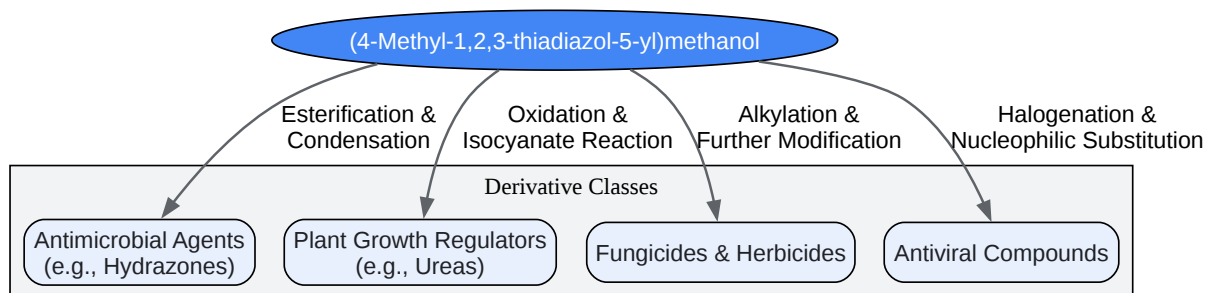 (4-Methyl-1,2,3-thiadiazol-5-yl)methanol
Esterification &
Condensation
Oxidation &
Isocyanate Reaction
Alkylation &
Further Modification
Halogenation &
Nucleophilic Substitution
Derivative Classes
Antimicrobial Agents
(e.g., Hydrazones)
Plant Growth Regulators
(e.g., Ureas)
Fungicides & Herbicides
Antiviral Compounds